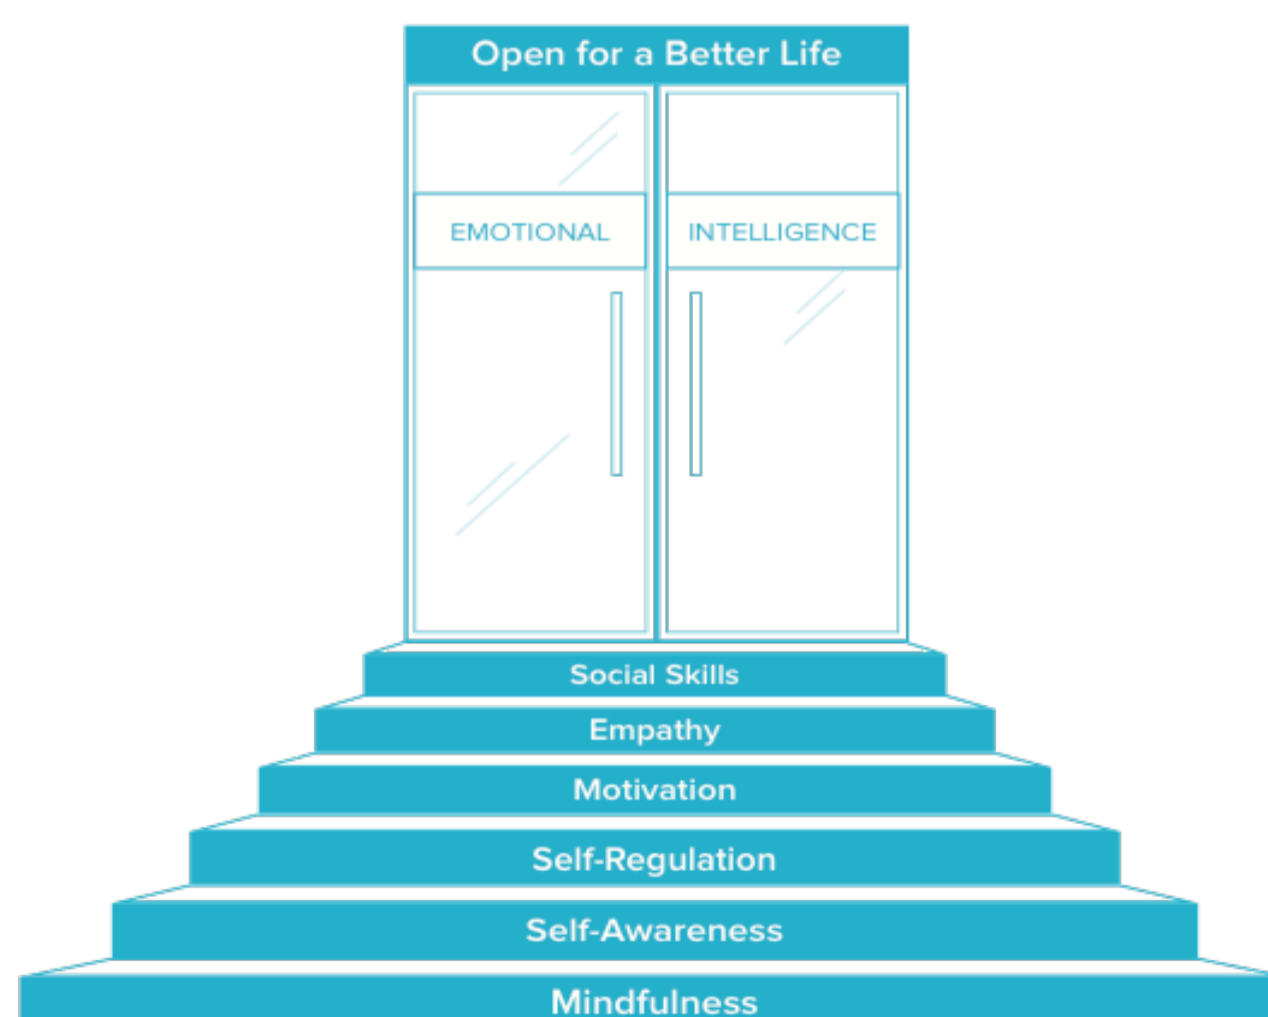 Open for a Better Life
EMOTIONAL INTELLIGENCE
Social Skills
Empathy
Motivation
Self-Regulation
Self-Awareness
Mindfulness